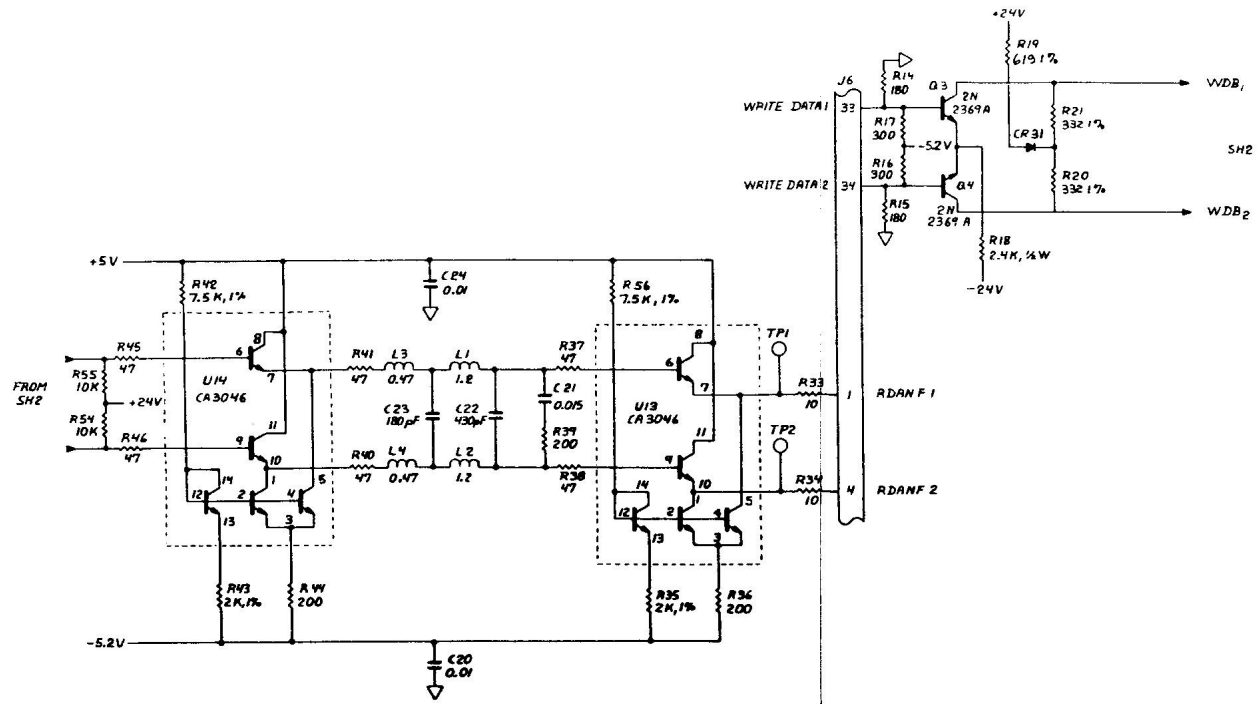 +24V
R19
619 1%
J6
R14
180
Q3
2N
2369A
WRITE DATA 1
33
R17
300
-5.2V
CR31
R21
332 1%
WDB1
SH2
R16
300
WRITE DATA 2
34
Q4
R20
332 1%
R15
180
2N
2369A
WDB2
R18
2.4K, ½W
-24V
+5V
R42
7.5K, 1%
C24
0.01
R56
7.5K, 1%
R45
47
6
8
7
U14
CA3046
R41
47
L3
0.47
L1
1.2
R37
47
6
8
7
TP1
R33
10
1
RDANF 1
FROM
SH2
R55
10K
+24V
R54
10K
C23
180pF
C22
430pF
C21
0.015
R39
200
U13
CA3046
R46
47
9
11
10
R40
47
L4
0.47
L2
1.2
R38
47
9
11
10
TP2
R34
10
4
RDANF 2
12
14
13
2
1
3
4
5
12
14
13
2
1
3
4
5
R43
2K, 1%
R44
200
R35
2K, 1%
R36
200
-5.2V
C20
0.01